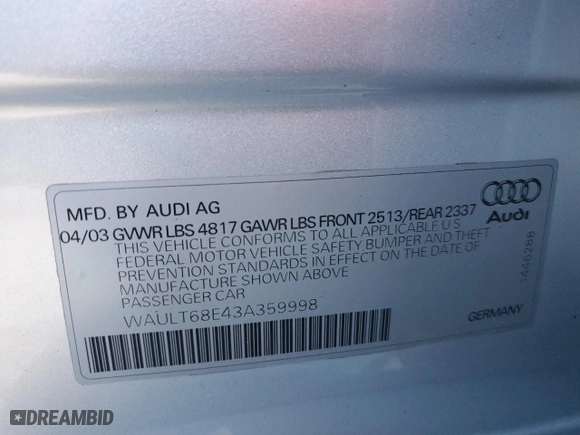 MFD. BY AUDI AG
04/03 GVWR LBS 4817 GAWR LBS FRONT 2513/REAR 2337
THIS VEHICLE CONFORMS TO ALL APPLICABLE U S
FEDERAL MOTOR VEHICLE SAFETY BUMPER AND THEFT
PREVENTION STANDARDS IN EFFECT ON THE DATE OF
MANUFACTURE SHOWN ABOVE
PASSENGER CAR
WAULT68E43A359998
Audi
1446288
GERMANY
DREAMBID